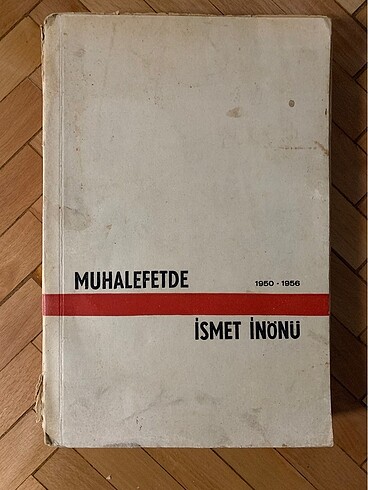 MUHALEFETDE 1950 - 1956
İSMET İNÖNÜ